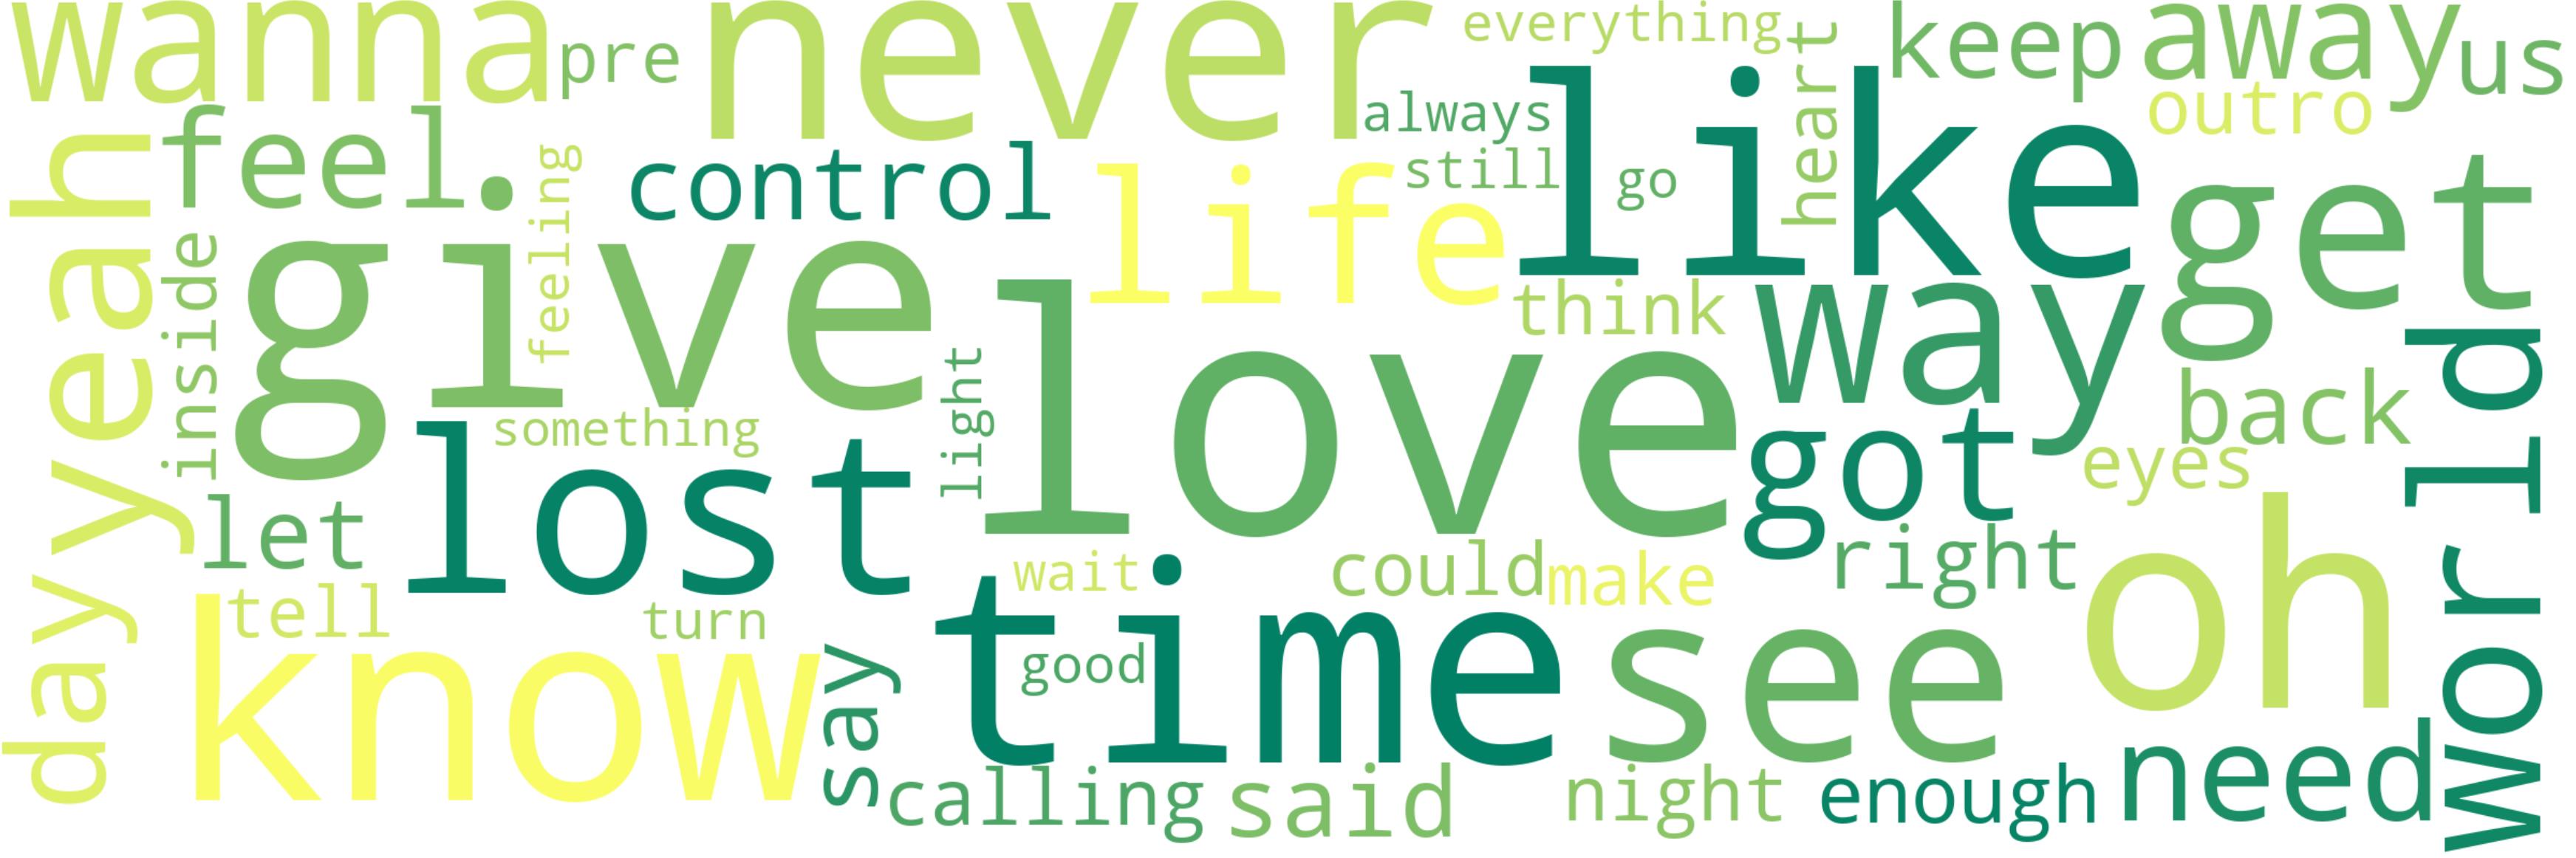 wanna
pre
never
everything
heart
keep
away
us
outro
yeah
feel
feeling
control
always
still
go
like
life
get
inside
give
think
way
love
light
world
back
something
lost
got
eyes
let
wait
could
make
right
oh
day
tell
turn
know
say
time
good
see
need
calling
said
night
enough